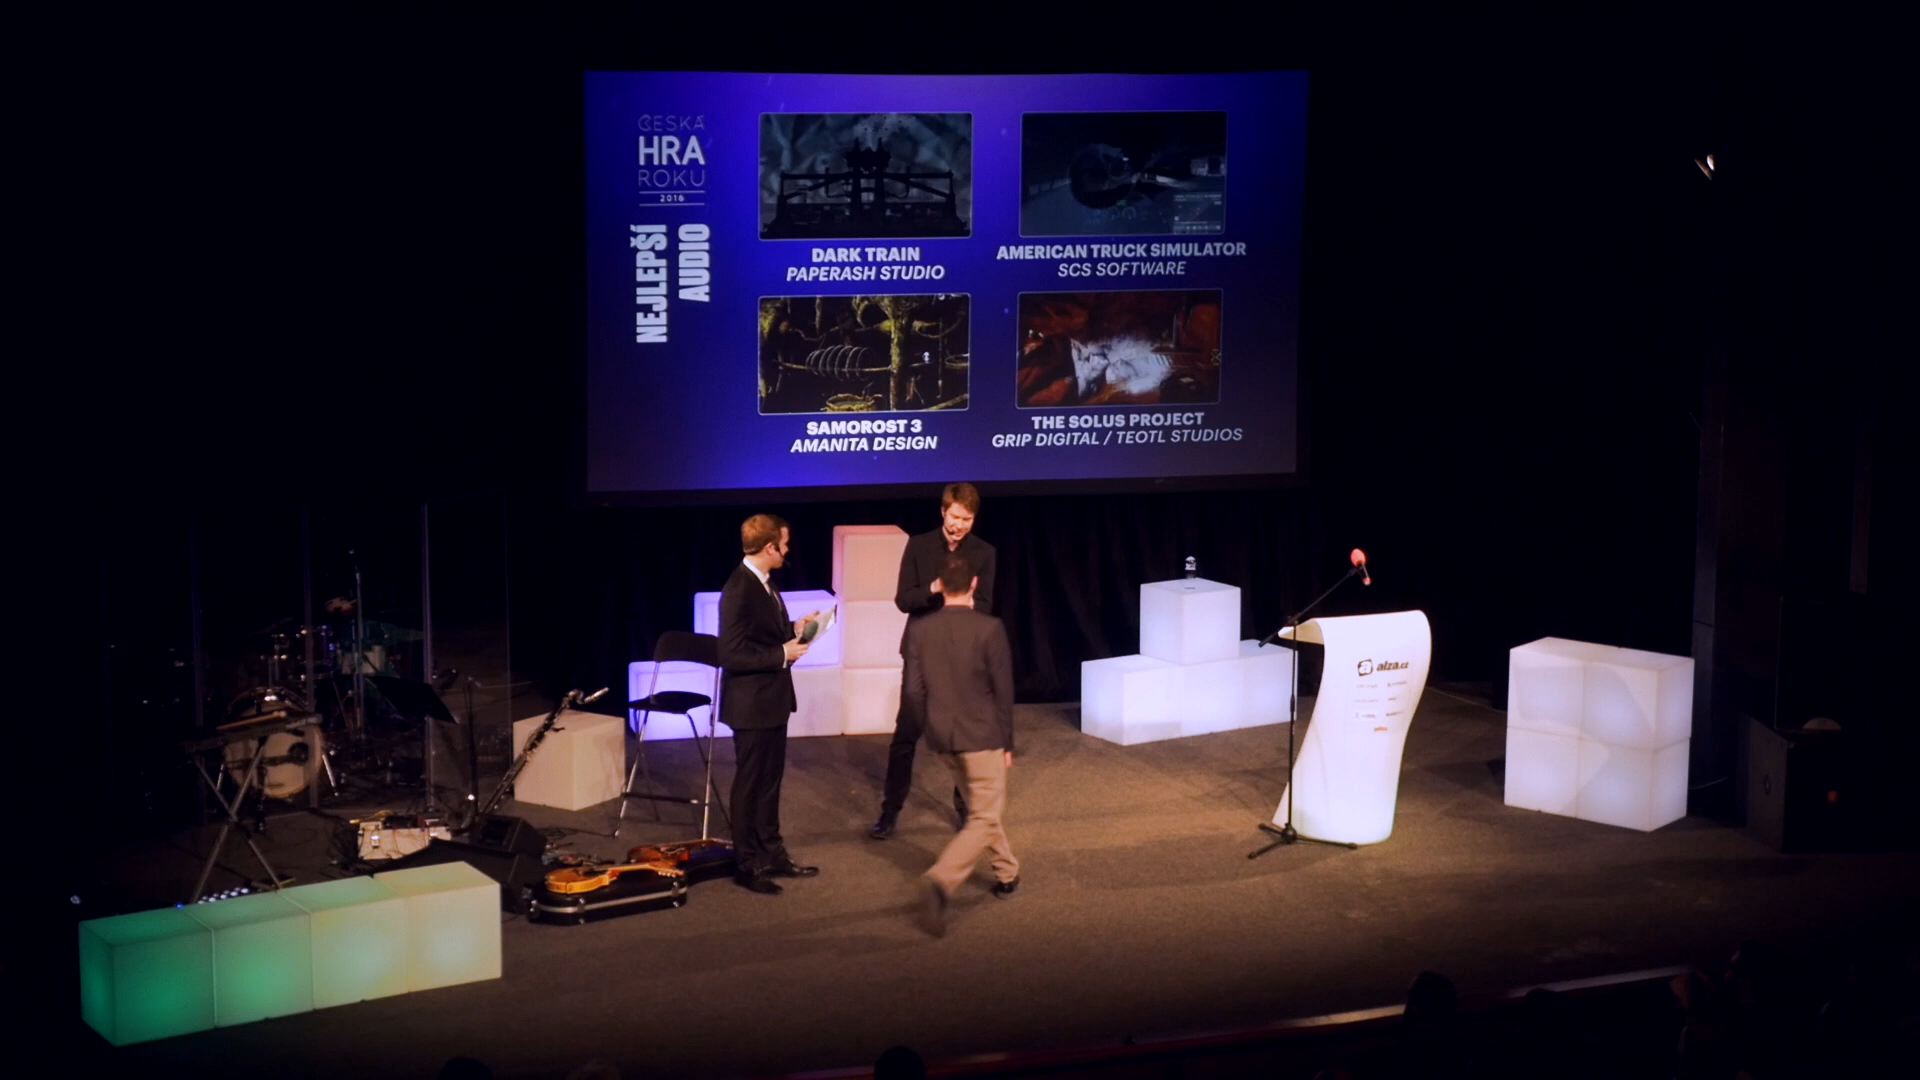 ČESKÁ
HRA
ROKU
2016
NEJLEPŠÍ
AUDIO
DARK TRAIN
PAPERASH STUDIO
AMERICAN TRUCK SIMULATOR
SCS SOFTWARE
SAMOROST 3
AMANITA DESIGN
THE SOLUS PROJECT
GRIP DIGITAL / TEOTL STUDIOS
a alza.cz